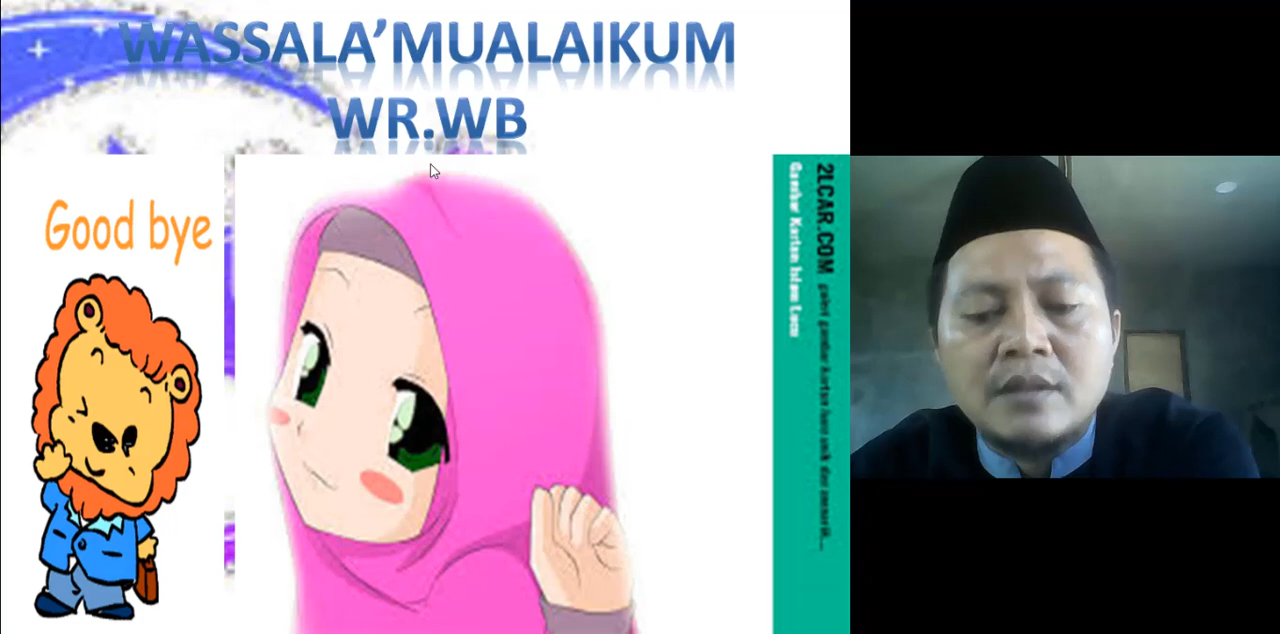 WASSALA’MUALAIKUM
WR.WB
Good bye
2LCAR.COM
Gambar Kartun Islam Lucu